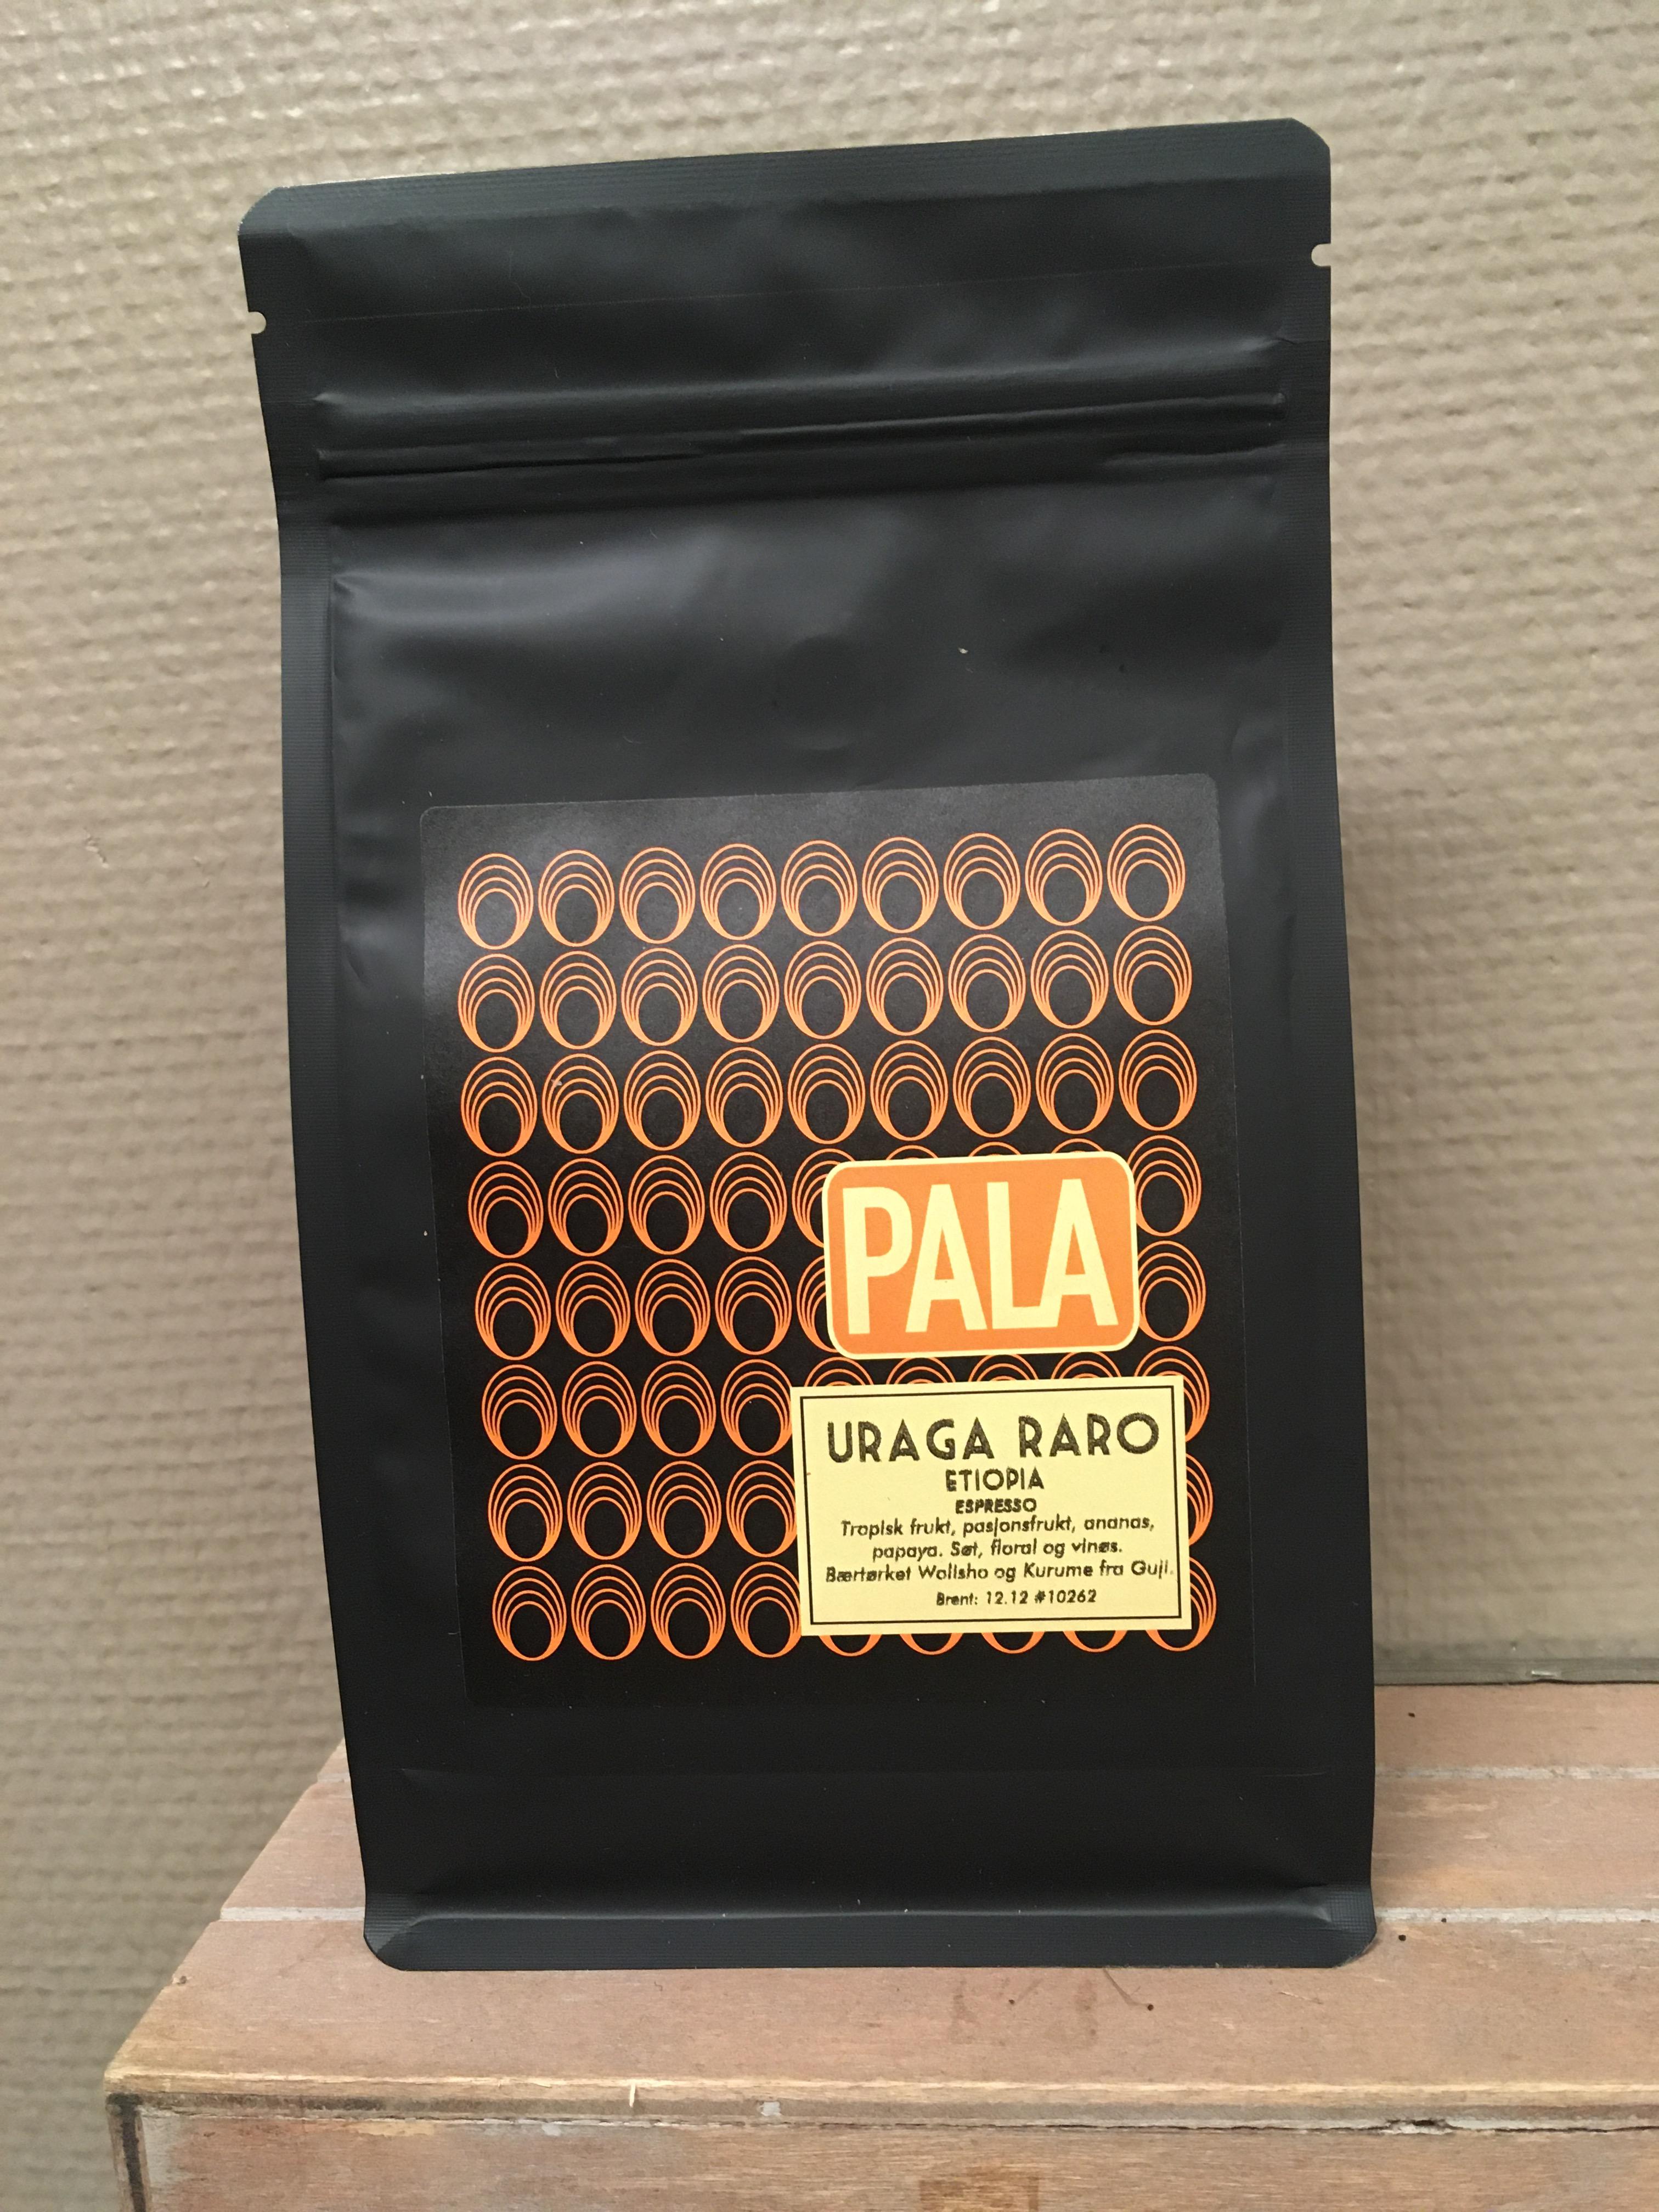 PALA
URAGA RARO
ETIOPIA
ESPRESSO
Tropisk frukt, pasjonsfrukt, ananas,
papaya. Søt, floral og vinøs.
Bærtørket Wolisho og Kurume fra Guji.
Brent: 12.12 #10262